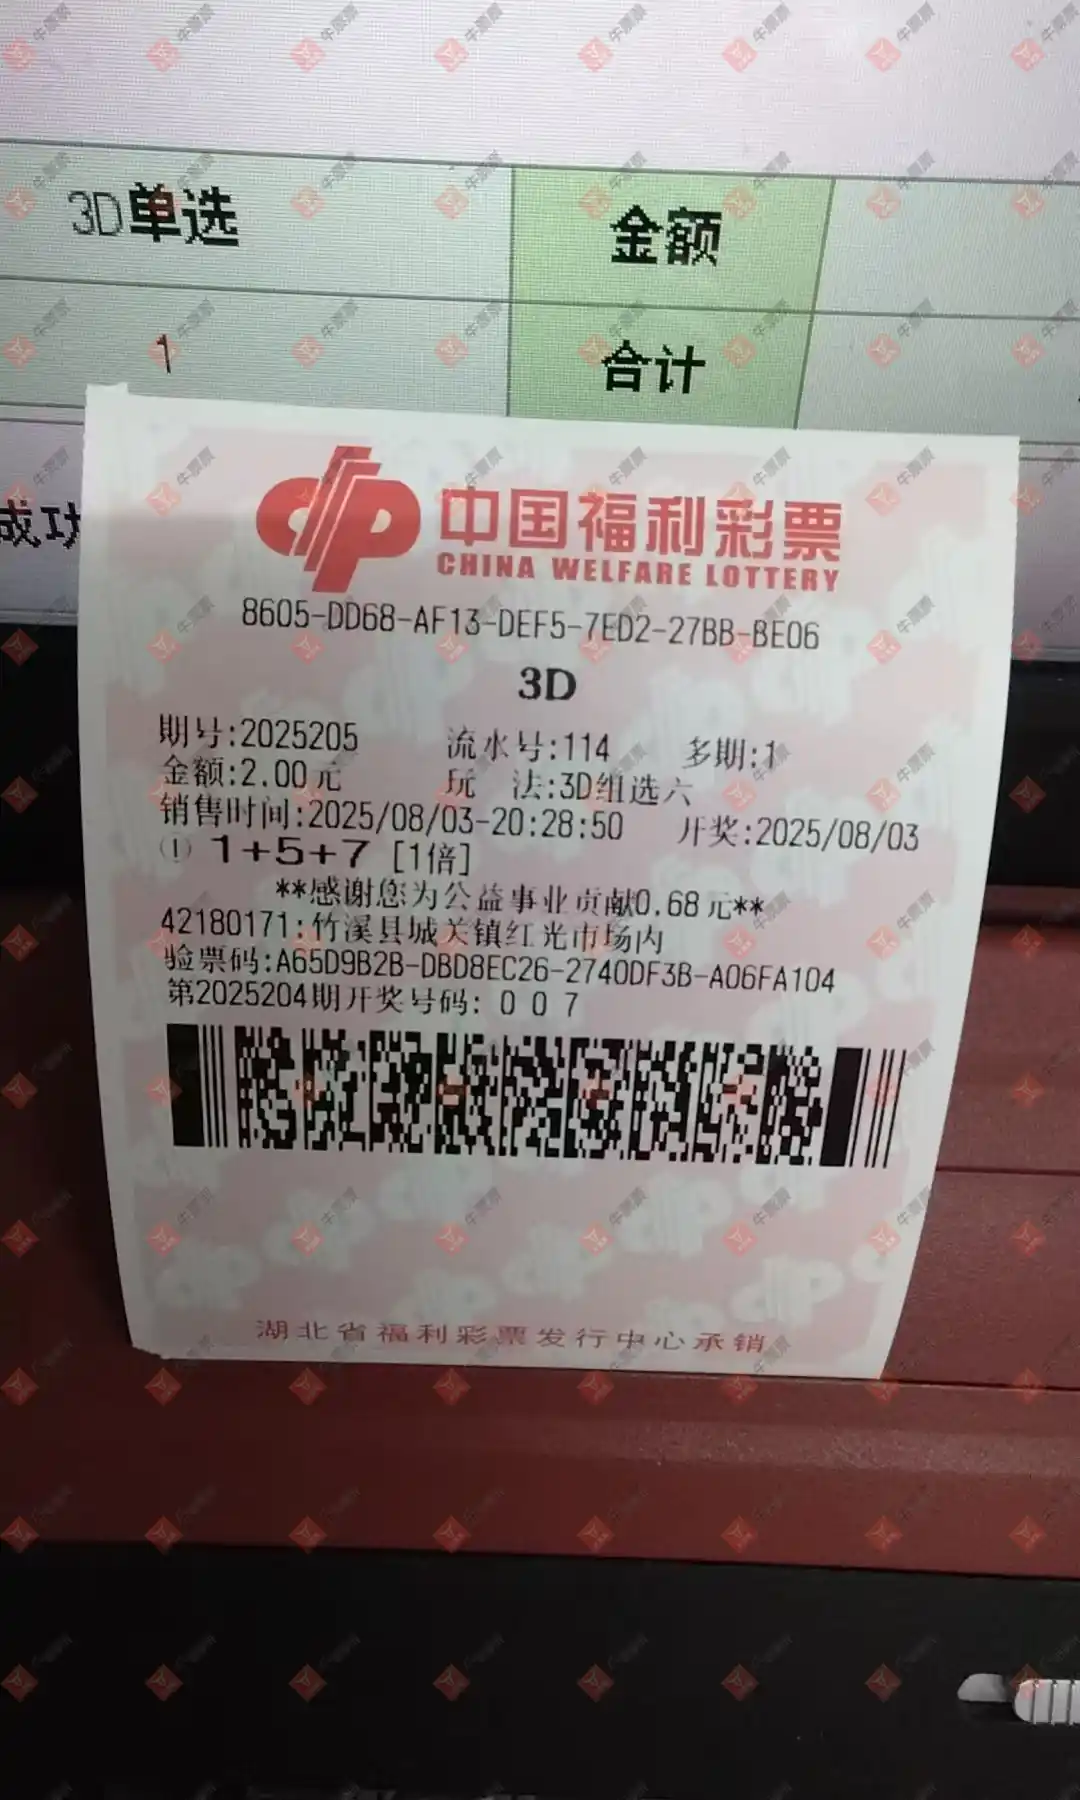 3D单选 金额
1 合计
成功
中国福利彩票
CHINA WELFARE LOTTERY
8605-DD68-AF13-DEF5-7ED2-27BB-BE06
3D
期号:2025205 流水号:114 多期:1
金额:2.00元 玩 法:3D组选六
销售时间:2025/08/03-20:28:50 开奖:2025/08/03
① 1+5+7 [1倍]
**感谢您为公益事业贡献0.68元**
42180171:竹溪县城关镇红光市场内
验票码:A65D9B2B-DBD8EC26-2740DF3B-A06FA104
第2025204期开奖号码: 0 0 7
湖北省福利彩票发行中心承销
牛票票